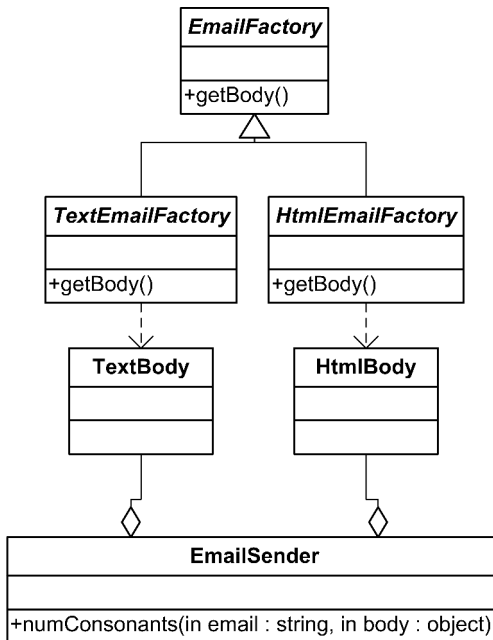 EmailFactory
+getBody()
TextEmailFactory
HtmlEmailFactory
+getBody()
+getBody()
TextBody
HtmlBody
EmailSender
+numConsonants(in email : string, in body : object)